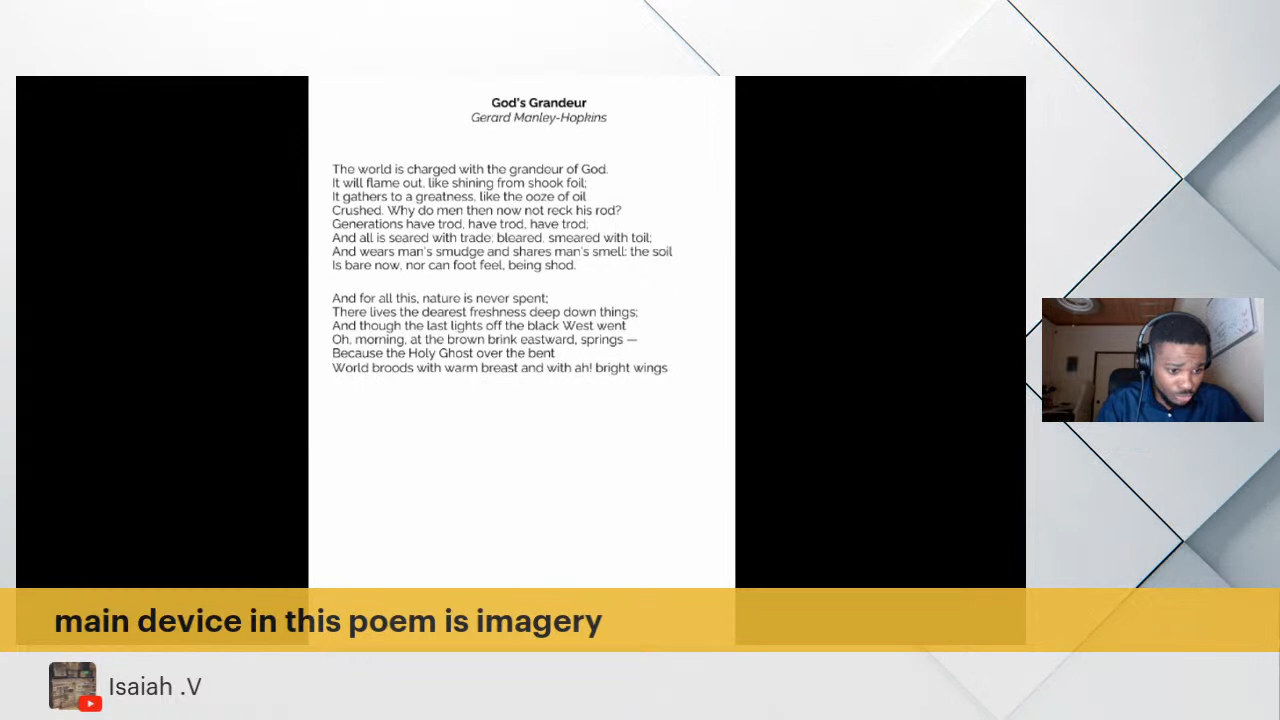 God's Grandeur
Gerard Manley-Hopkins
The world is charged with the grandeur of God.
It will flame out, like shining from shook foil;
It gathers to a greatness, like the ooze of oil
Crushed. Why do men then now not reck his rod?
Generations have trod, have trod, have trod;
And all is seared with trade; bleared, smeared with toil;
And wears man's smudge and shares man's smell: the soil
Is bare now, nor can foot feel, being shod.
And for all this, nature is never spent;
There lives the dearest freshness deep down things;
And though the last lights off the black West went
Oh, morning, at the brown brink eastward, springs —
Because the Holy Ghost over the bent
World broods with warm breast and with ah! bright wings
main device in this poem is imagery
Isaiah .V